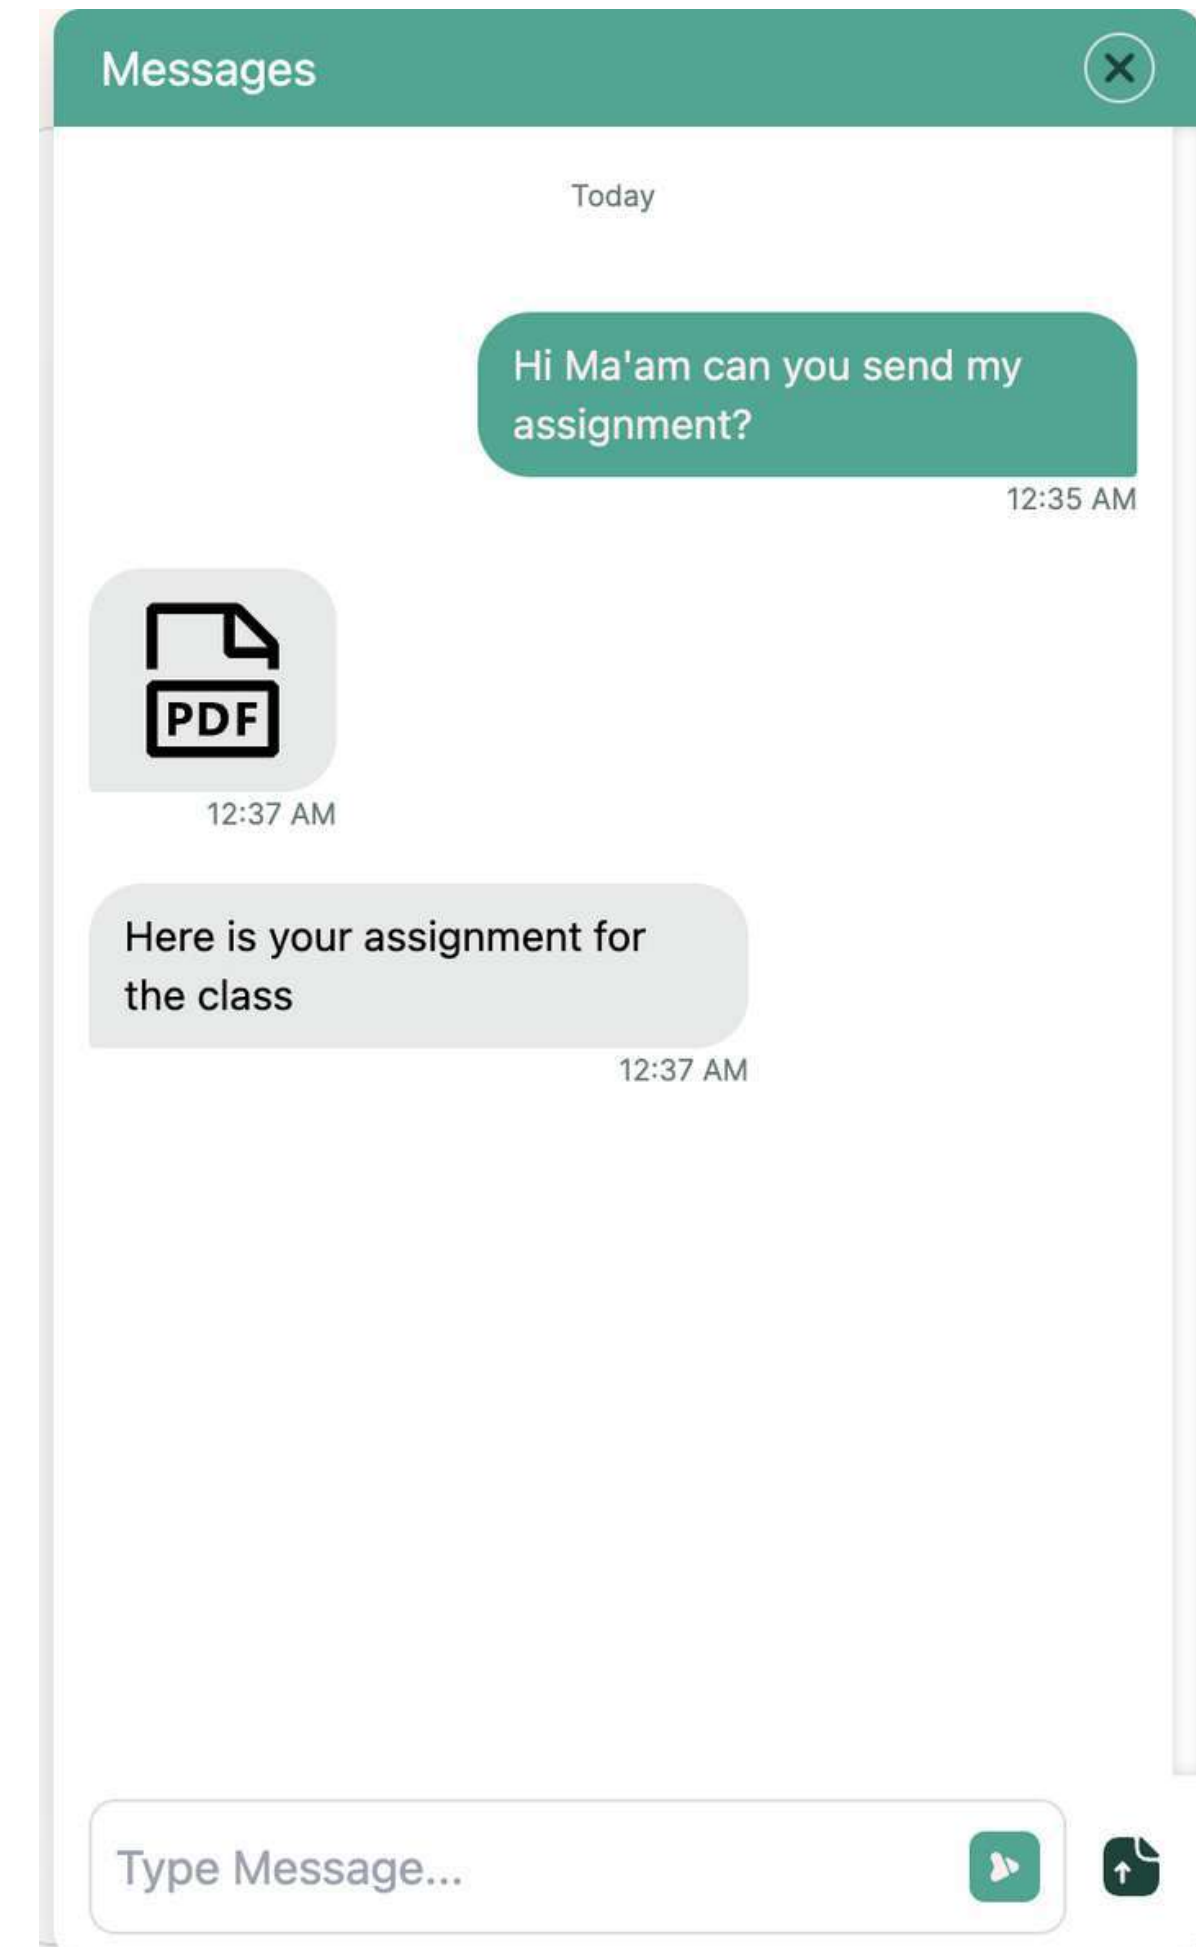 Messages
Today
Hi Ma'am can you send my
assignment?
12:35 AM
PDF
12:37 AM
Here is your assignment for
the class
12:37 AM
Type Message...